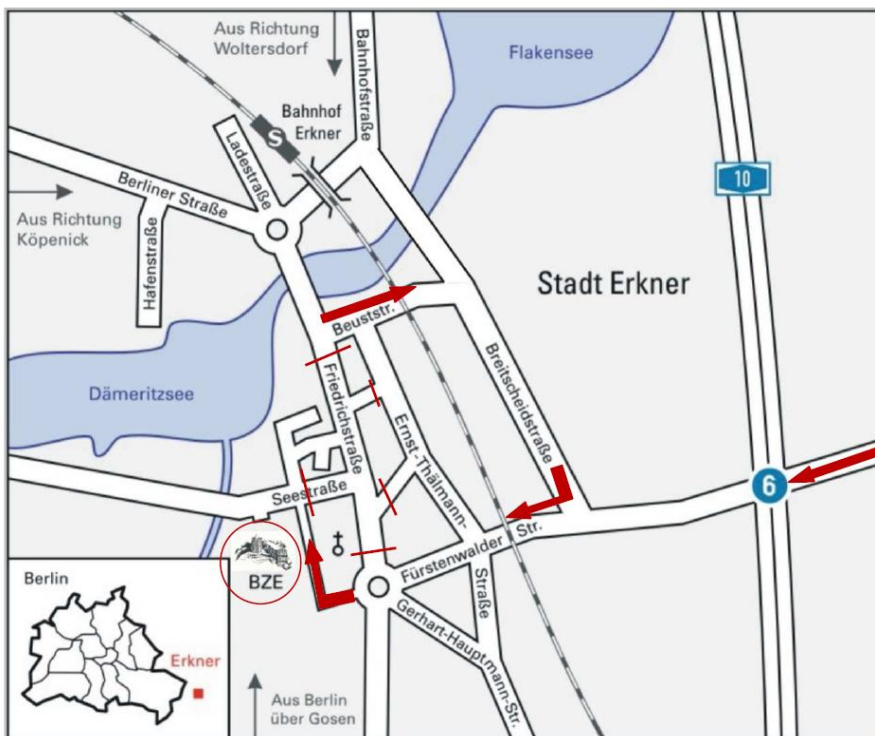 Aus Richtung
Woltersdorf
Bahnhofstraße
Flakensee
Bahnhof
Erkner
S
Ladestraße
Berliner Straße
10
Aus Richtung
Köpenick
Hafenstraße
Stadt Erkner
Beuststr.
Dämeritzsee
Friedrichstraße
Breitscheidstraße
Ernst-Thälmann-
Straße
Seestraße
6
Fürstenwalder Str.
BZE
Gerhart-Hauptmann-Str.
Berlin
Erkner
Aus Berlin
über Gosen